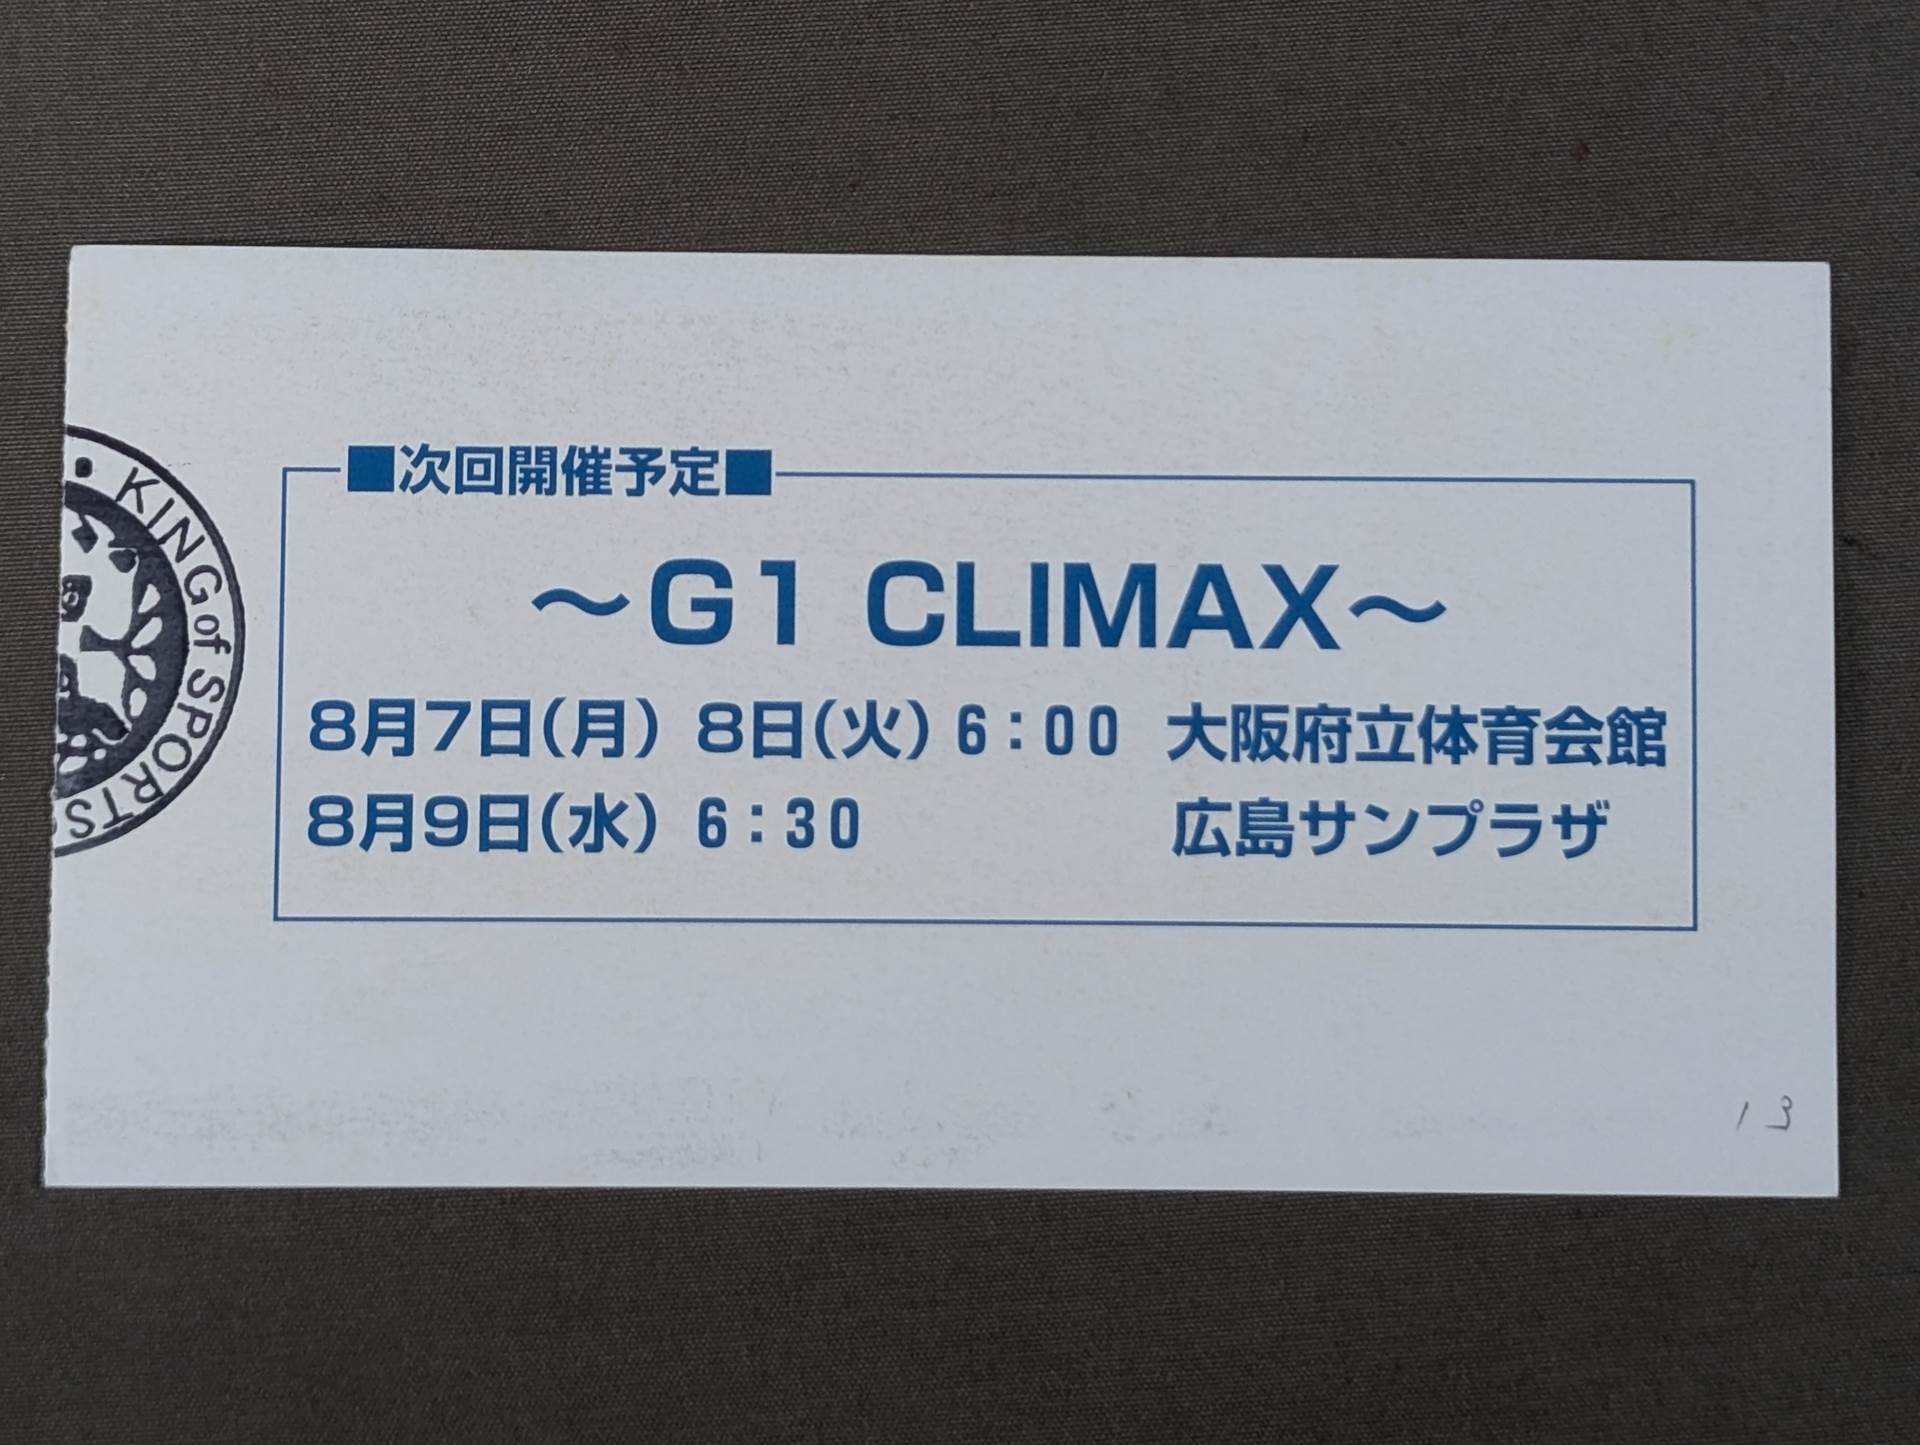 ■次回開催予定■
～G1 CLIMAX～
8月7日(月) 8日(火) 6:00 大阪府立体育会館
8月9日(水) 6:30 広島サンプラザ
KING of SPORTS
13